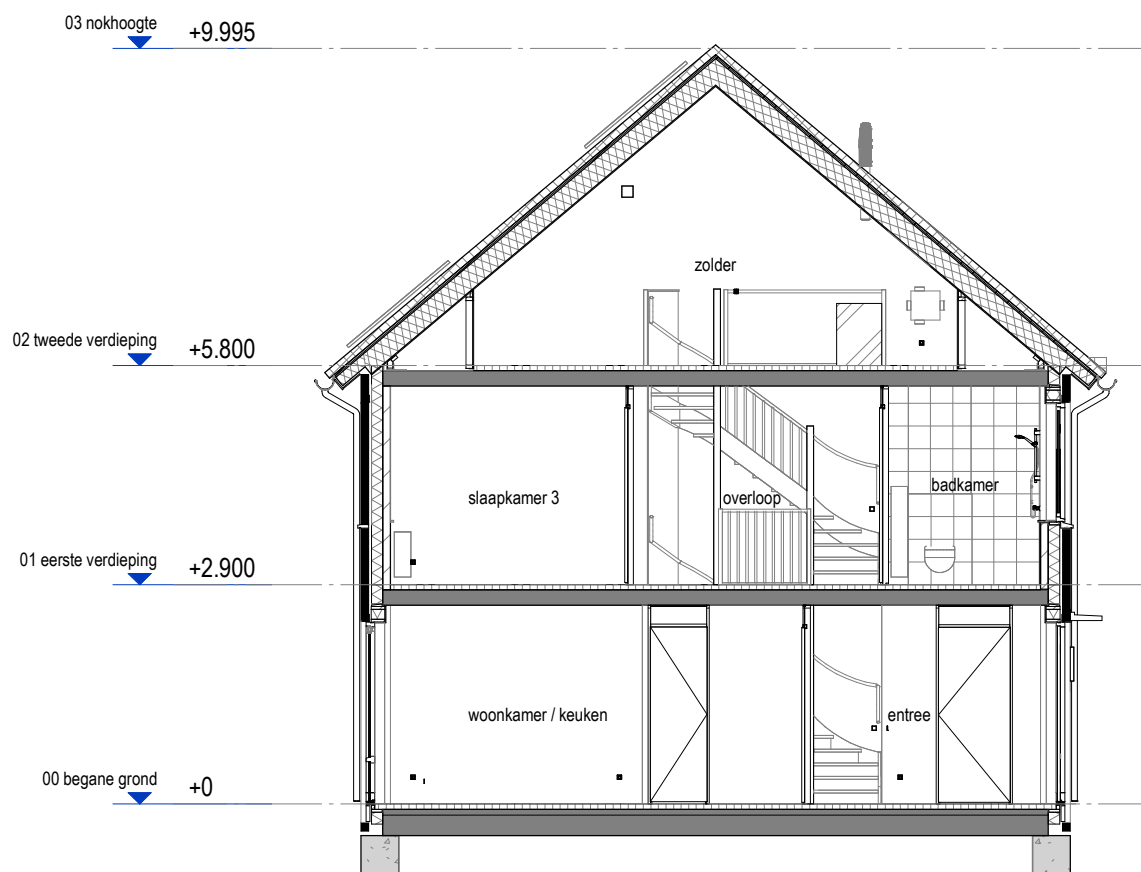 03 nokhoogte
+9.995
zolder
02 tweede verdieping
+5.800
slaapkamer 3
overloop
badkamer
01 eerste verdieping
+2.900
woonkamer / keuken
entree
00 begane grond
+0